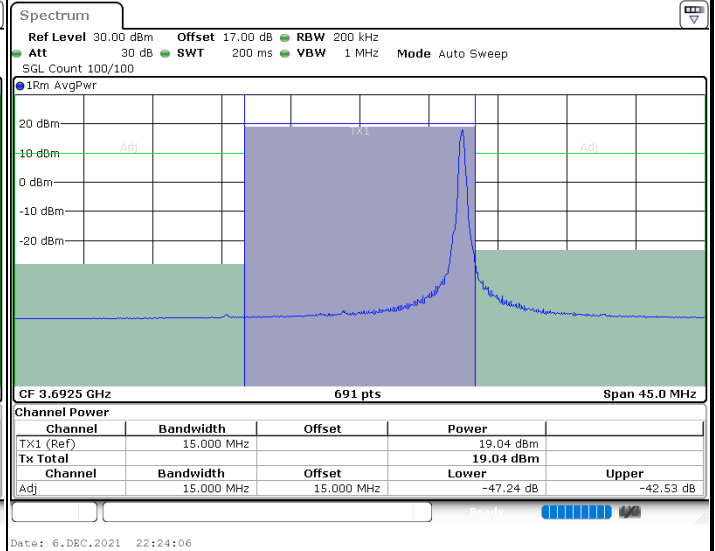 Spectrum
Ref Level 30.00 dBm Offset 17.00 dB RBW 200 kHz
Att 30 dB SWT 200 ms VBW 1 MHz Mode Auto Sweep
SGL Count 100/100
1Rm AvgPwr
20 dBm
TX1
Adj
Adj
10 dBm
0 dBm
-10 dBm
-20 dBm
CF 3.6925 GHz 691 pts Span 45.0 MHz
Channel Power
Channel Bandwidth Offset Power
TX1 (Ref) 15.000 MHz 19.04 dBm
Tx Total 19.04 dBm
Channel Bandwidth Offset Lower Upper
Adj 15.000 MHz 15.000 MHz -47.24 dB -42.53 dB
Ready
Date: 6.DEC.2021 22:24:06